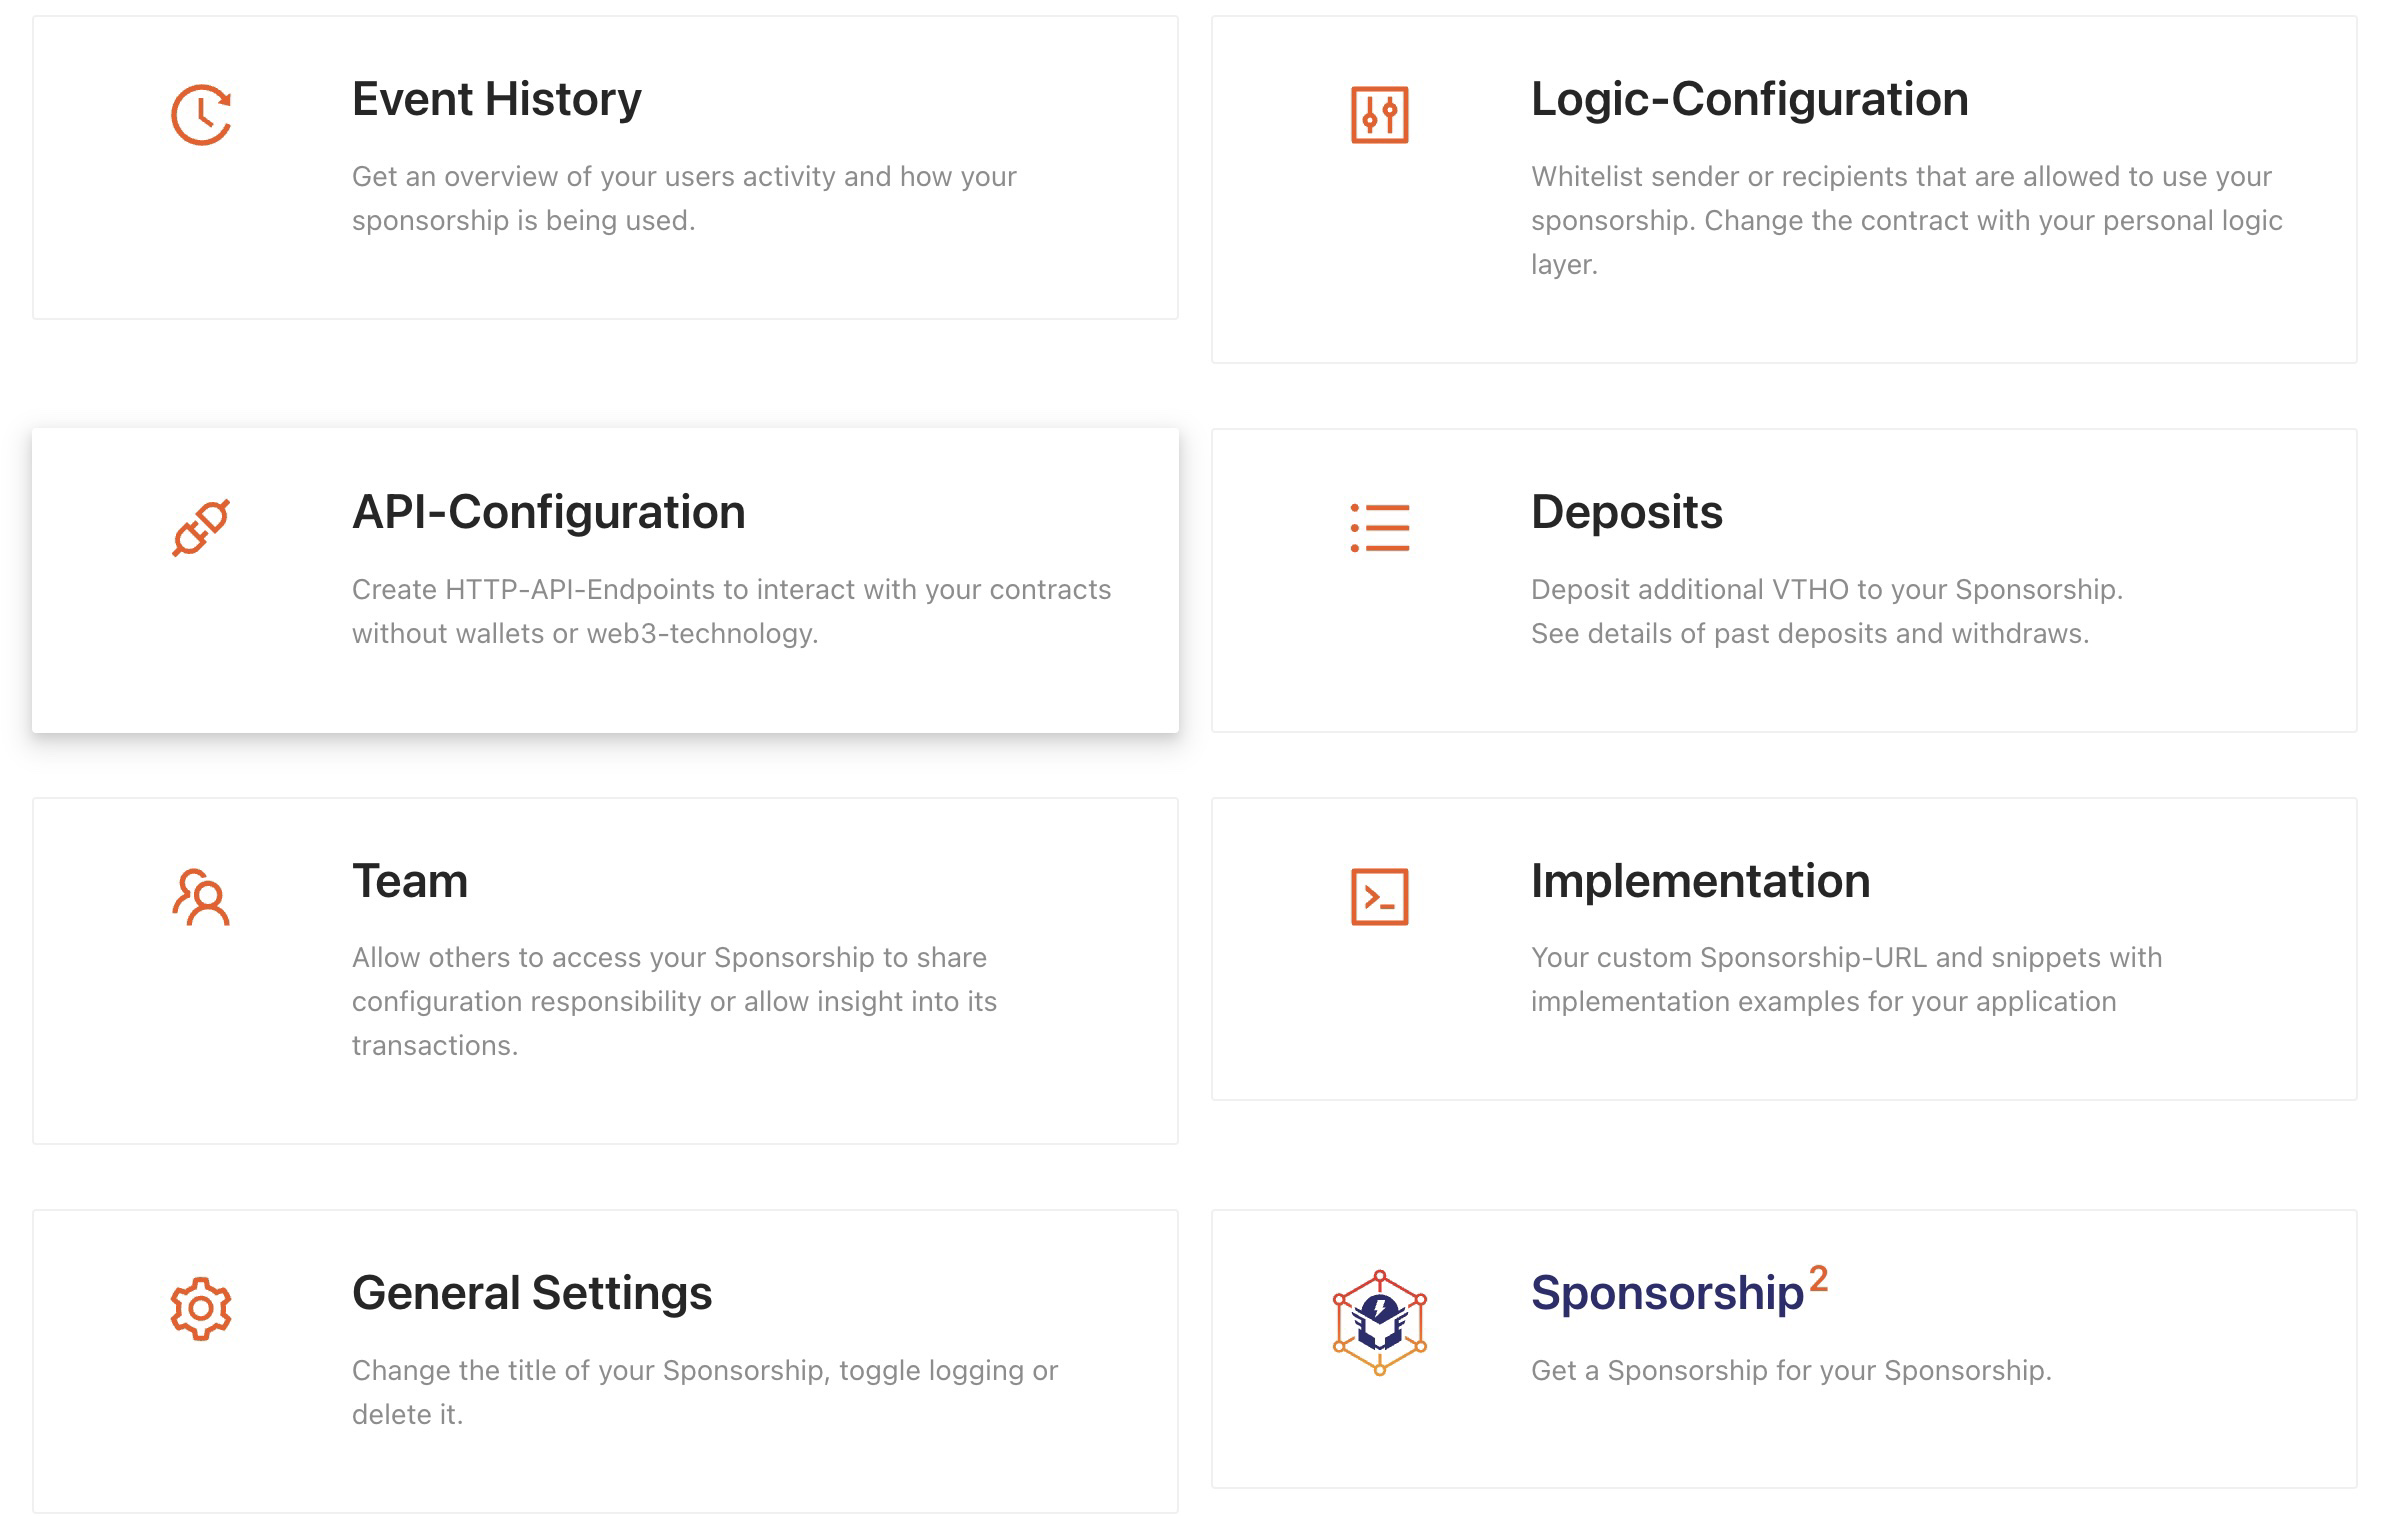 Event History
Get an overview of your users activity and how your
sponsorship is being used.
Logic-Configuration
Whitelist sender or recipients that are allowed to use your
sponsorship. Change the contract with your personal logic
layer.
API-Configuration
Create HTTP-API-Endpoints to interact with your contracts
without wallets or web3-technology.
Deposits
Deposit additional VTHO to your Sponsorship.
See details of past deposits and withdraws.
Team
Allow others to access your Sponsorship to share
configuration responsibility or allow insight into its
transactions.
Implementation
Your custom Sponsorship-URL and snippets with
implementation examples for your application
General Settings
Change the title of your Sponsorship, toggle logging or
delete it.
Sponsorship²
Get a Sponsorship for your Sponsorship.